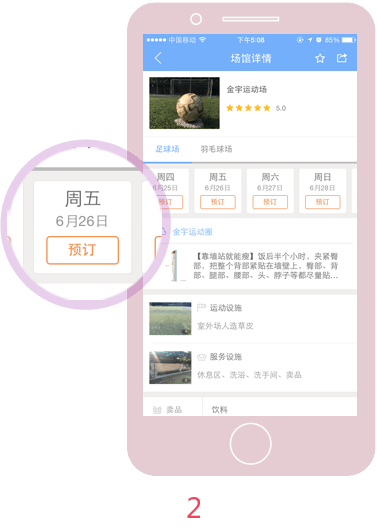 中国移动 下午5:08 85%
场馆详情
金宇运动场
5.0
足球场 羽毛球场
周四 周五 周六 周日
6月25日 6月26日 6月27日 6月28日
预订 预订 预订 预订
周五
6月26日
预订
金宇运动圈
【靠墙站就能瘦】饭后半个小时，夹紧臀
部，把整个背部紧贴在墙壁上，臀部、背
部、腿部、腰部、头、脖子等都尽量贴...
运动设施
室外场人造草皮
服务设施
休息区、洗浴、洗手间、卖品
卖品 饮料
2